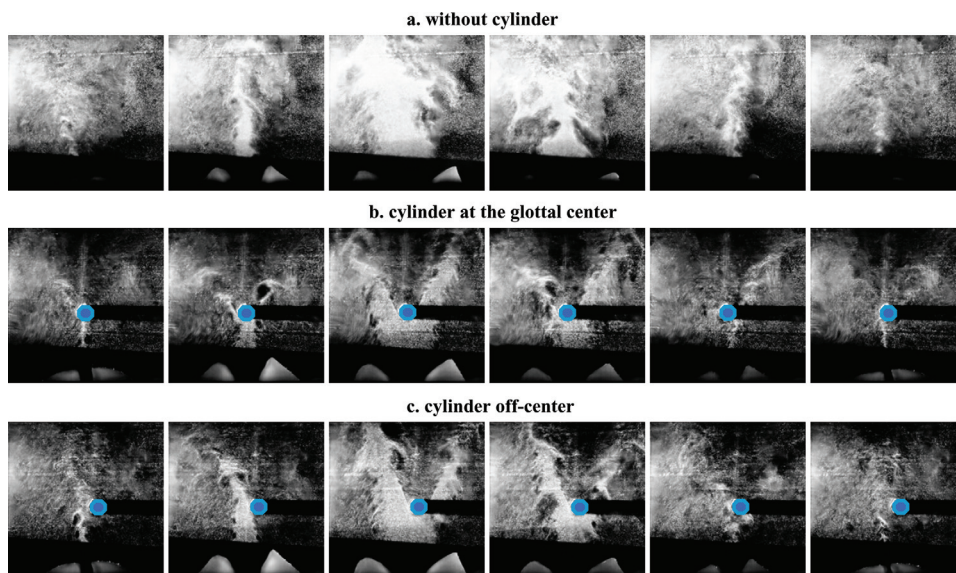 a. without cylinder
b. cylinder at the glottal center
c. cylinder off-center